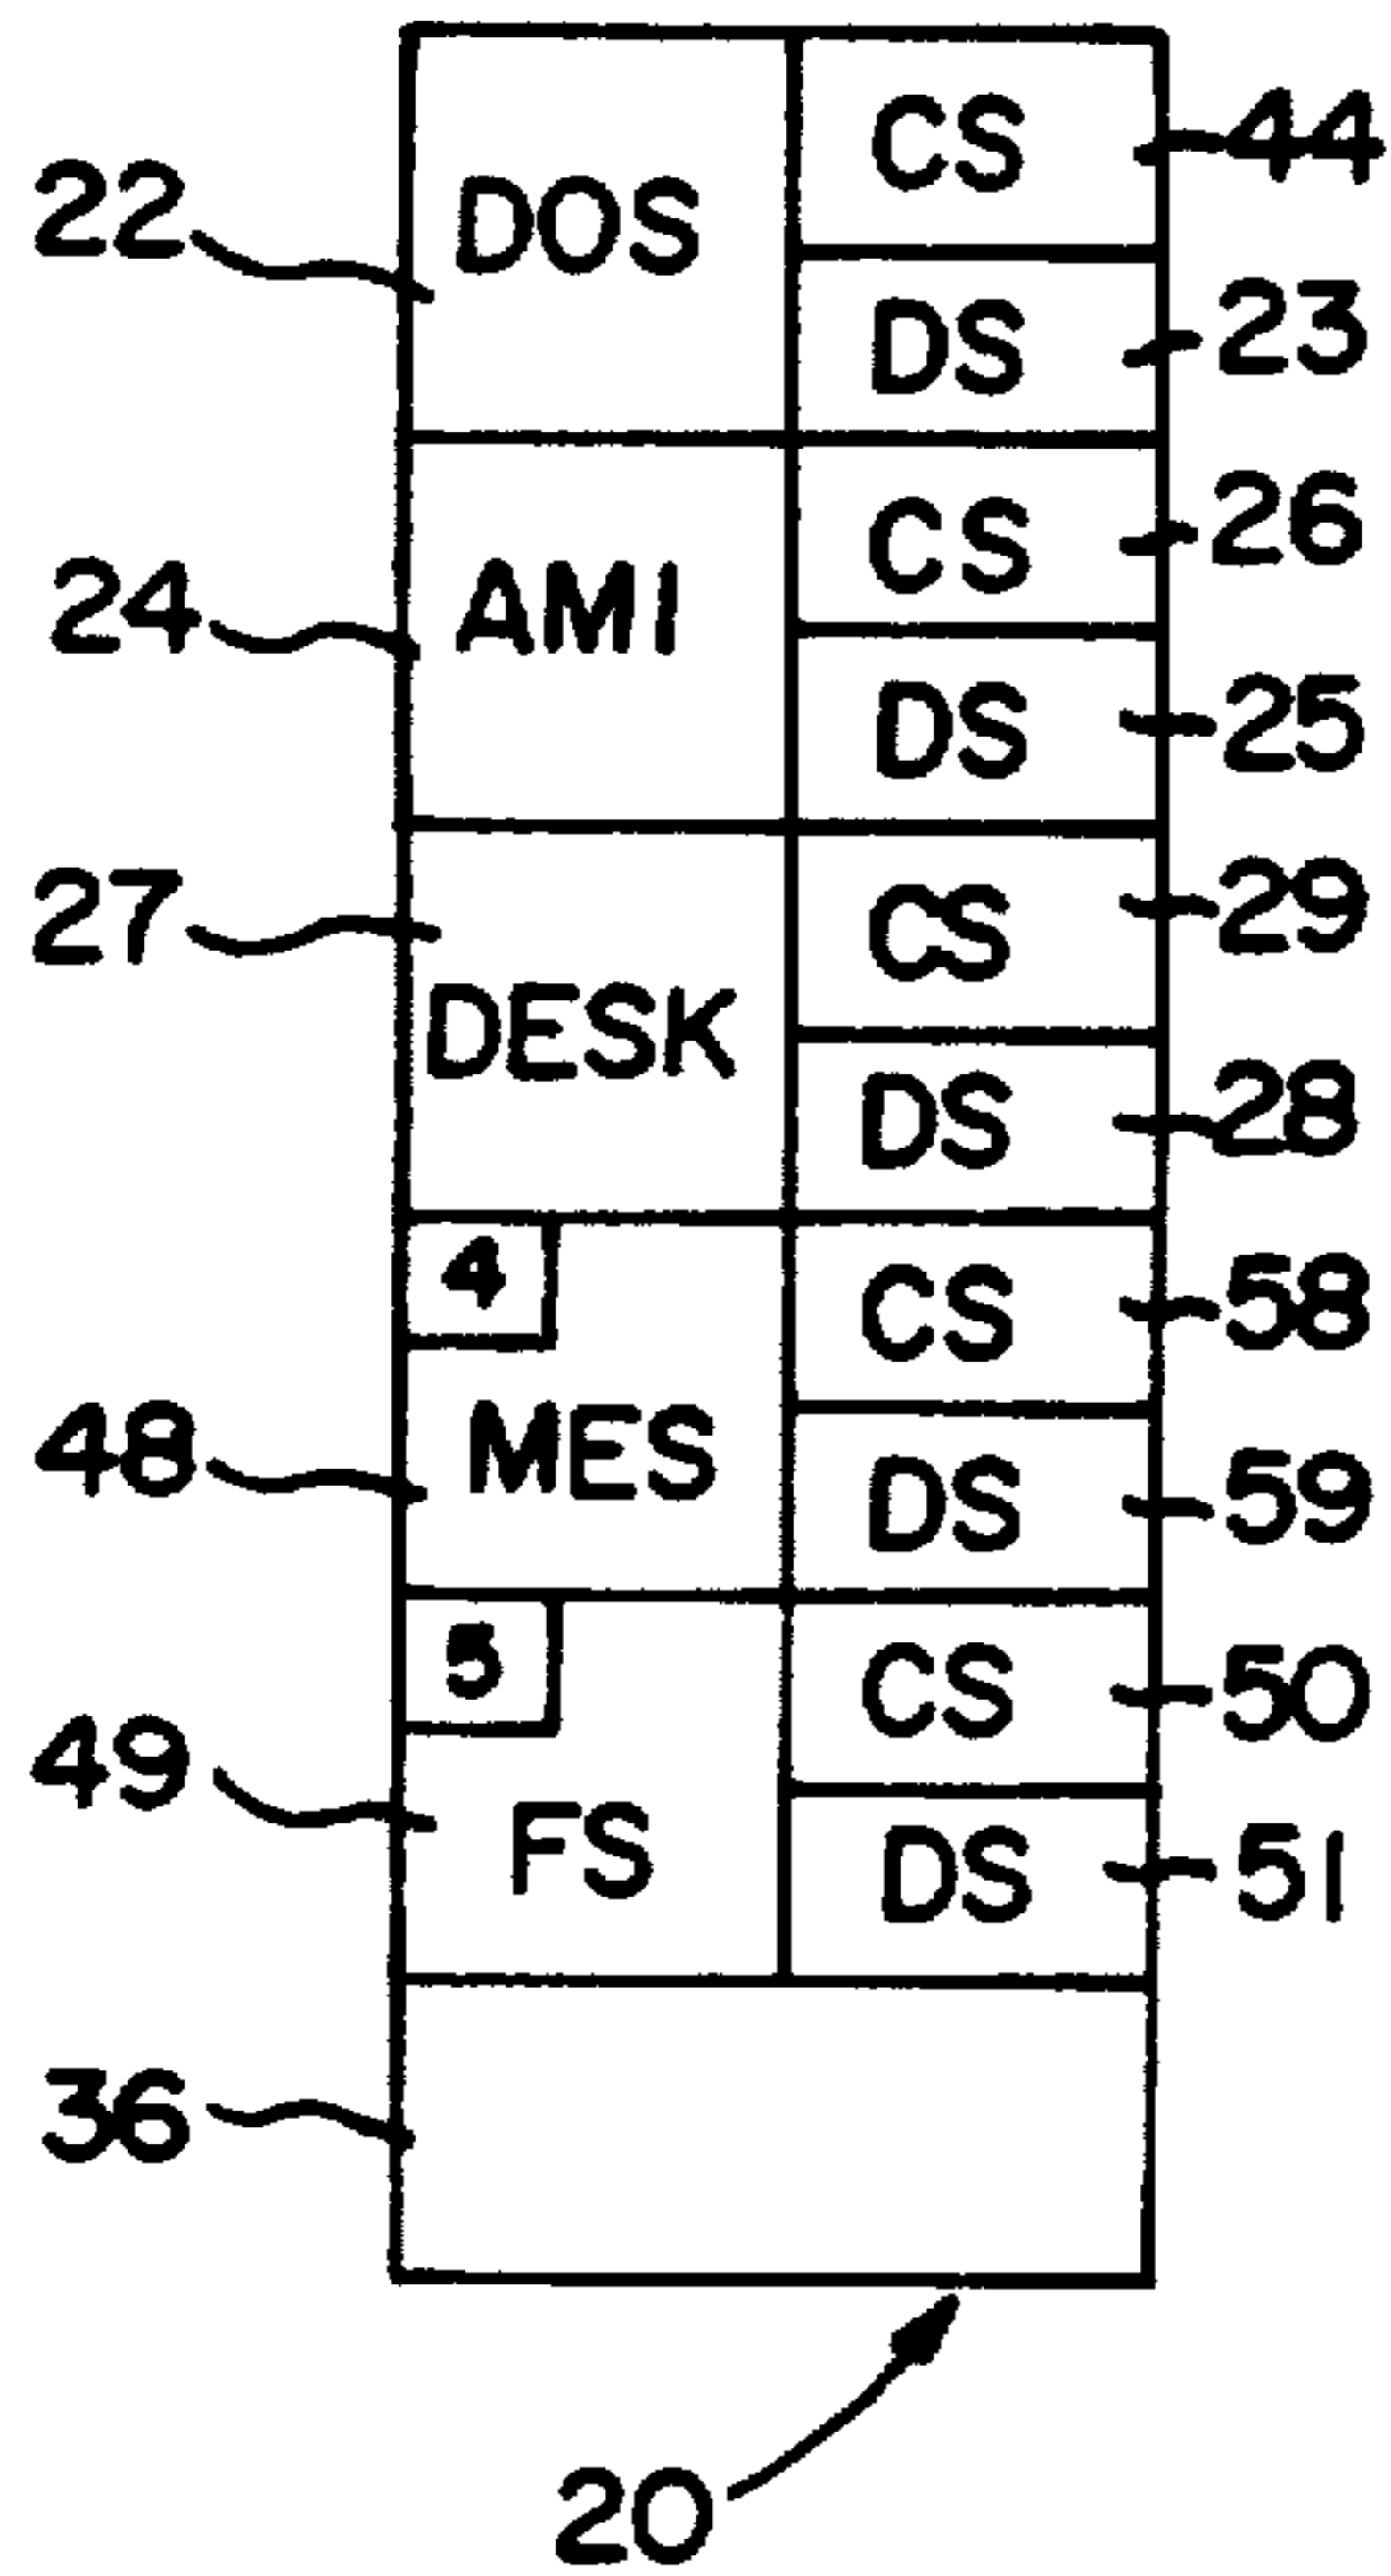 CS 44
22 DOS
DS 23
CS 26
24 AMI
DS 25
27 CS 29
DESK
DS 28
4 CS 58
48 MES
DS 59
5 CS 50
49 FS
DS 51
36
20